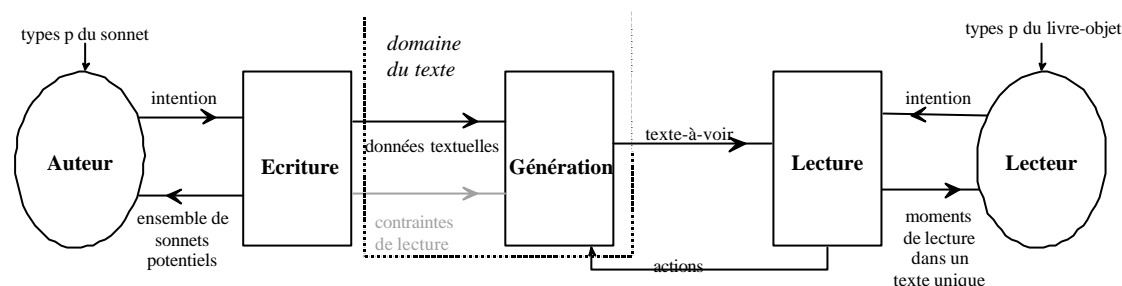 types p du sonnet
types p du livre-objet
domaine
du texte
intention
intention
Auteur
Ecriture
données textuelles
Génération
texte-à-voir
Lecture
Lecteur
ensemble de
sonnets
potentiels
contraintes
de lecture
actions
moments
de lecture
dans un
texte unique